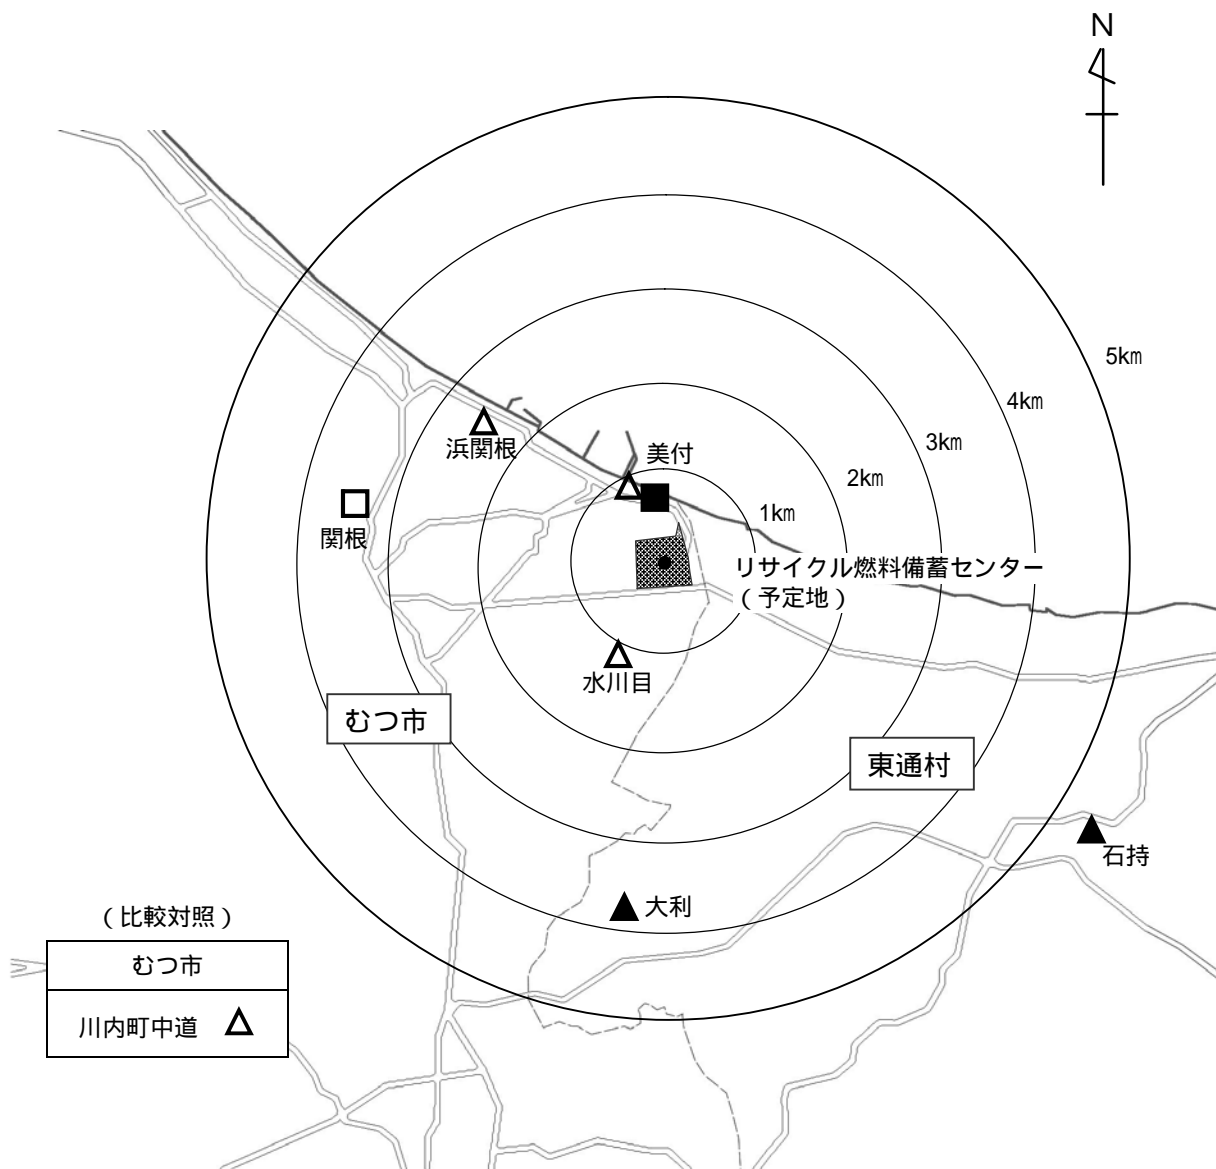 N
5km
4km
3km
2km
1km
美付
浜関根
関根
リサイクル燃料備蓄センター
(予定地)
水川目
むつ市
東通村
石持
大利
(比較対照)
むつ市
川内町中道